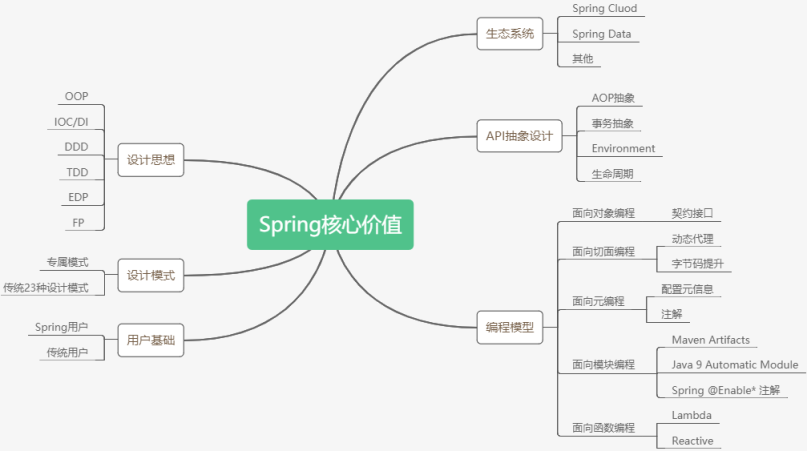 Spring核心价值
生态系统
Spring Cluod
Spring Data
其他
API抽象设计
AOP抽象
事务抽象
Environment
生命周期
编程模型
面向对象编程
契约接口
面向切面编程
动态代理
字节码提升
面向元编程
配置元信息
注解
面向模块编程
Maven Artifacts
Java 9 Automatic Module
Spring @Enable* 注解
面向函数编程
Lambda
Reactive
设计思想
OOP
IOC/DI
DDD
TDD
EDP
FP
设计模式
专属模式
传统23种设计模式
用户基础
Spring用户
传统用户